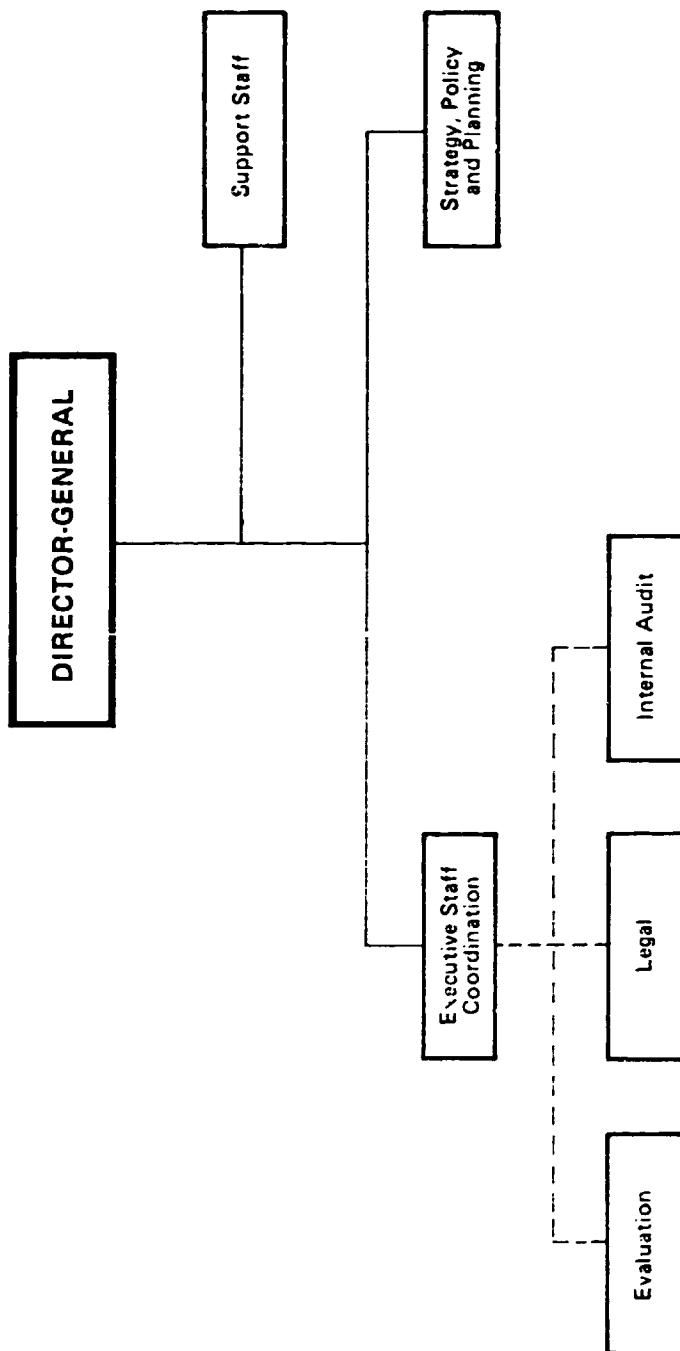 DIRECTOR-GENERAL
Support Staff
Executive Staff
Coordination
Strategy, Policy
and Planning
Evaluation
Legal
Internal Audit